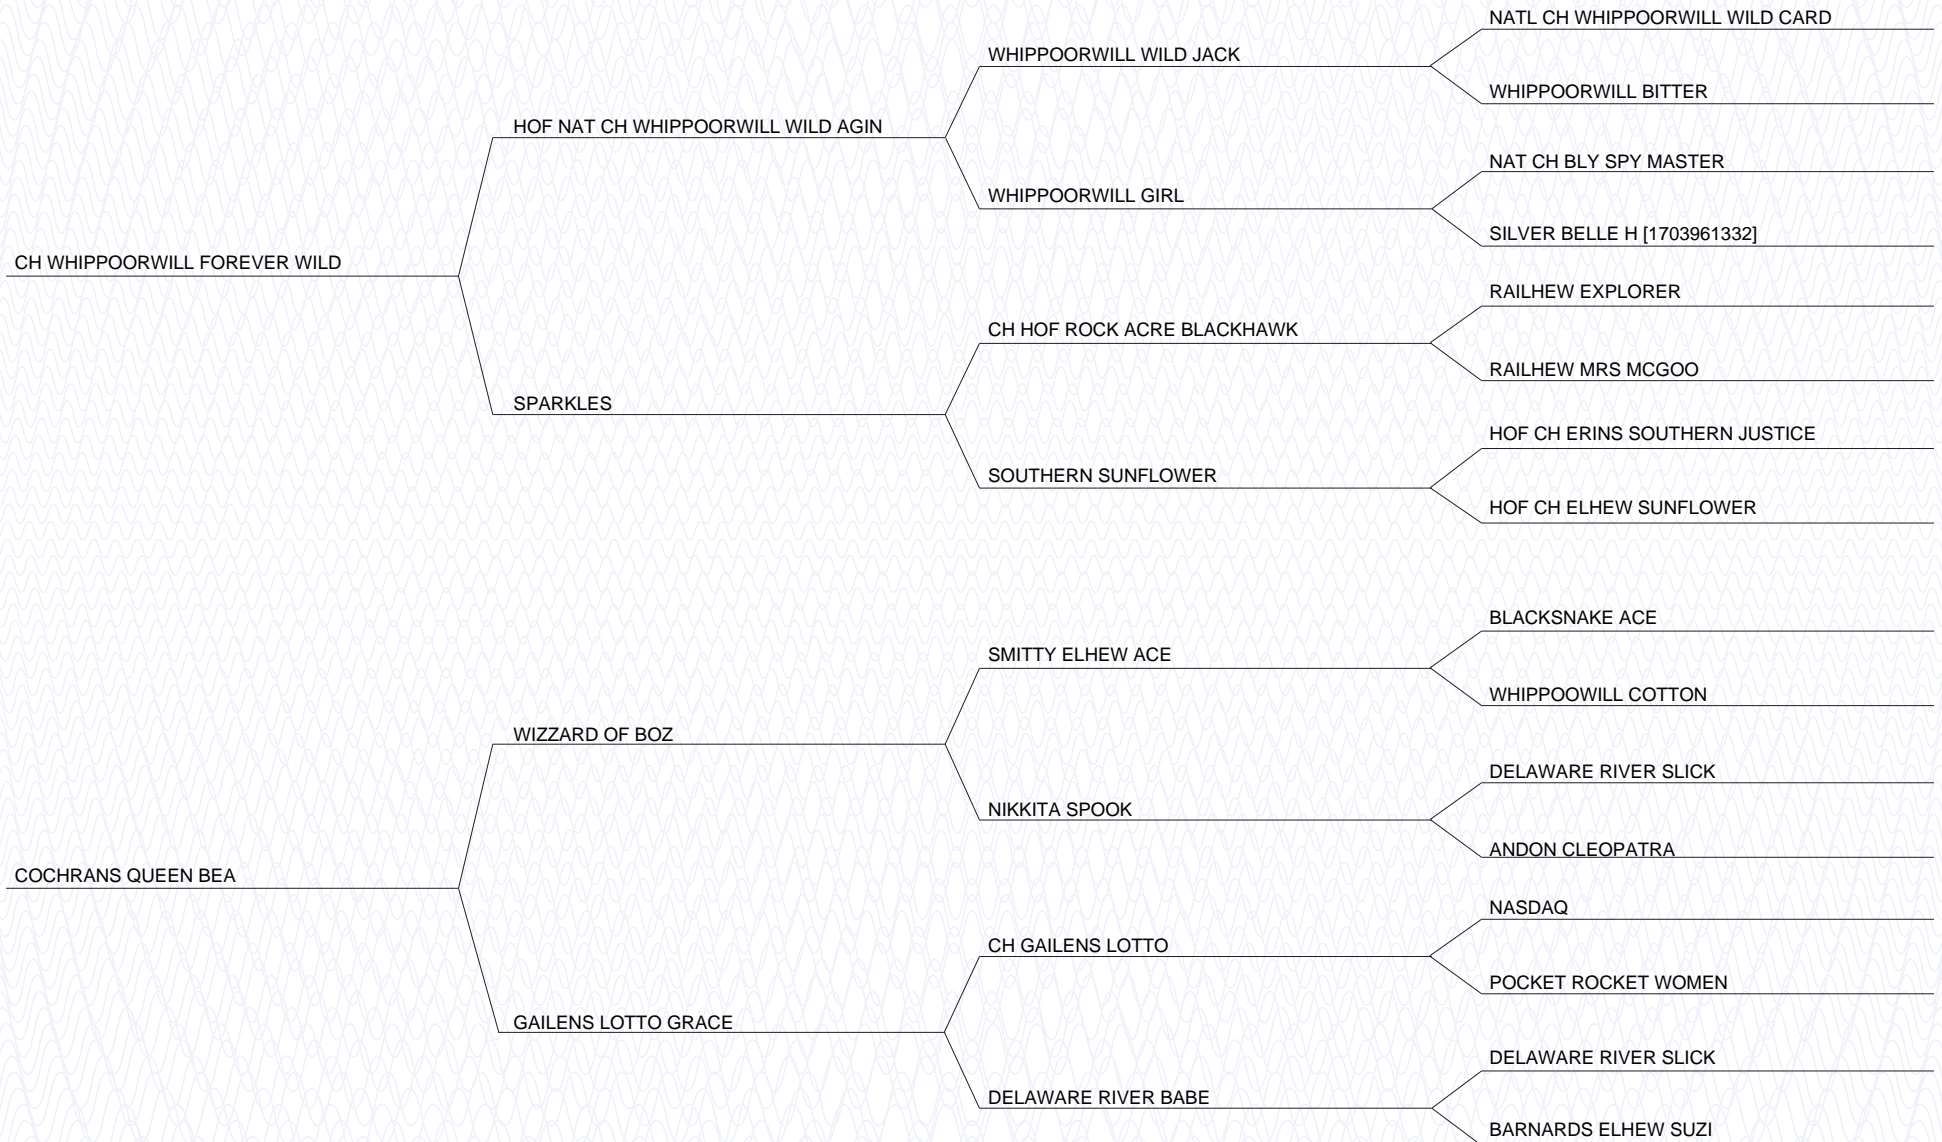 NATL CH WHIPPOORWILL WILD CARD
WHIPPOORWILL WILD JACK
WHIPPOORWILL BITTER
HOF NAT CH WHIPPOORWILL WILD AGIN
NAT CH BLY SPY MASTER
WHIPPOORWILL GIRL
SILVER BELLE H [1703961332]
CH WHIPPOORWILL FOREVER WILD
RAILHEW EXPLORER
CH HOF ROCK ACRE BLACKHAWK
RAILHEW MRS MCGOO
SPARKLES
HOF CH ERINS SOUTHERN JUSTICE
SOUTHERN SUNFLOWER
HOF CH ELHEW SUNFLOWER
BLACKSNAKE ACE
SMITTY ELHEW ACE
WHIPPOOWILL COTTON
WIZZARD OF BOZ
DELAWARE RIVER SLICK
NIKKITA SPOOK
ANDON CLEOPATRA
COCHRANS QUEEN BEA
NASDAQ
CH GAILENS LOTTO
POCKET ROCKET WOMEN
GAILENS LOTTO GRACE
DELAWARE RIVER SLICK
DELAWARE RIVER BABE
BARNARDS ELHEW SUZI